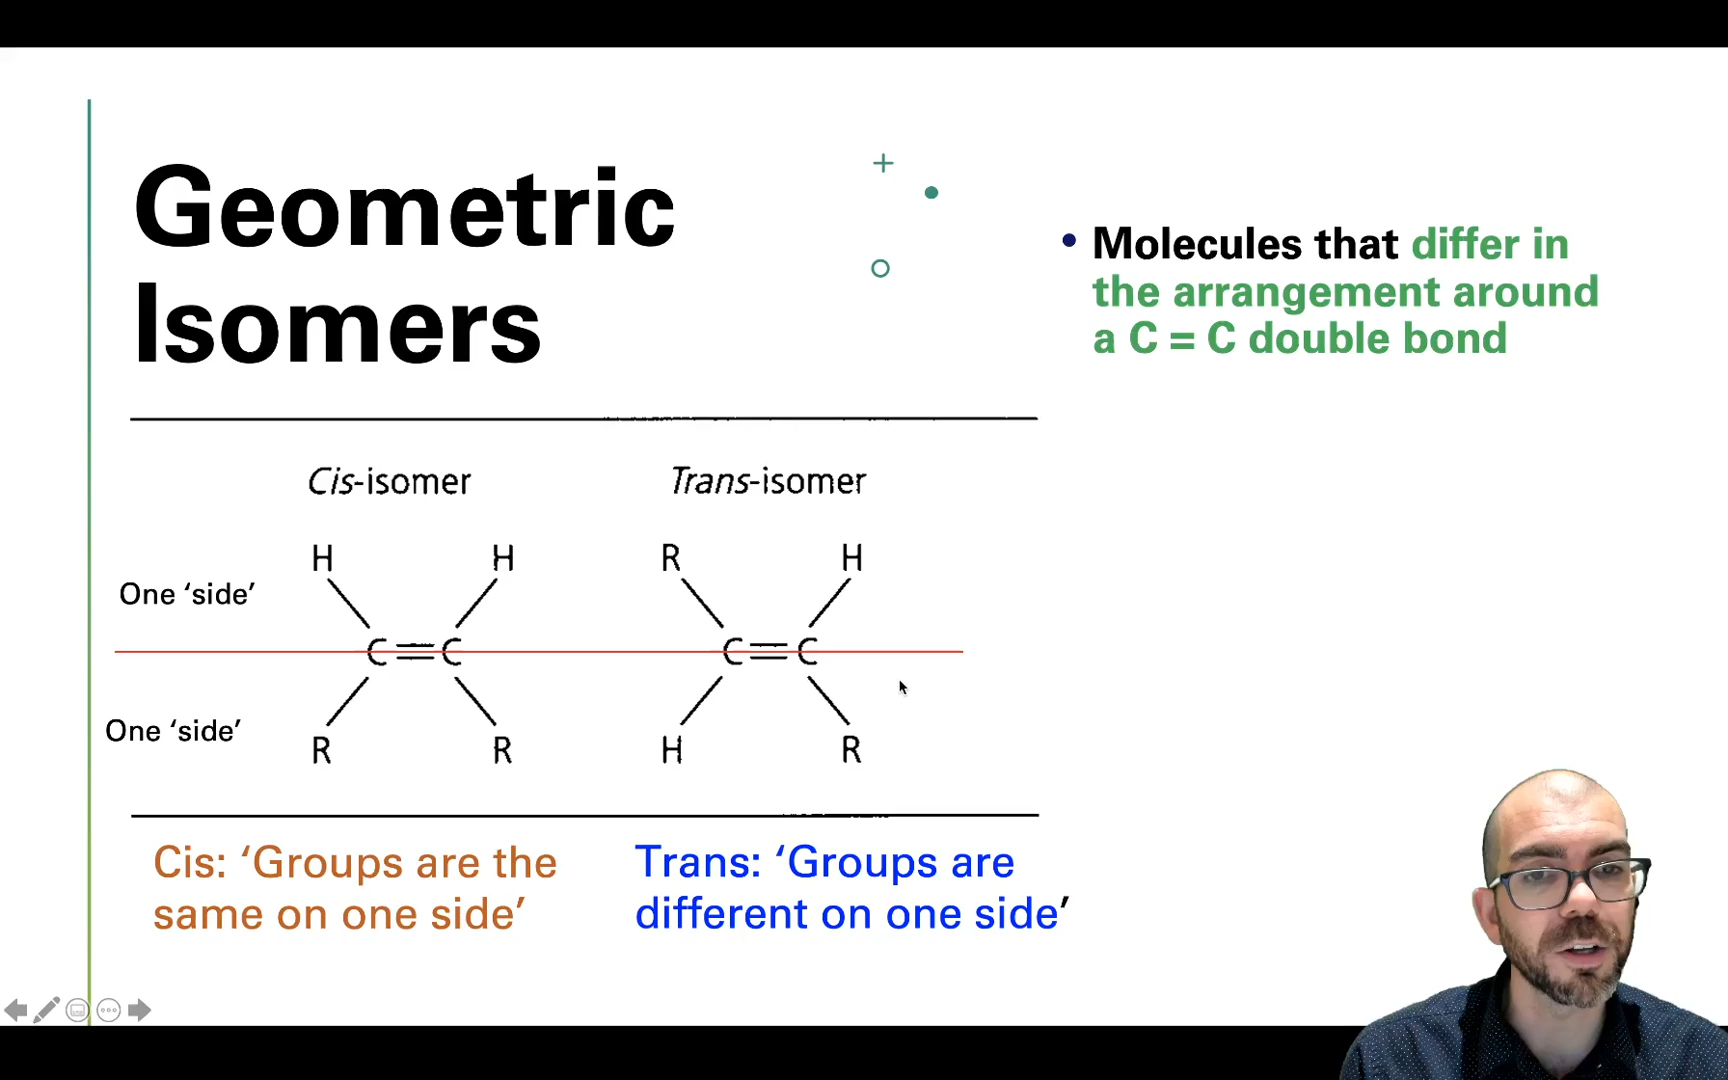 Geometric
Isomers
• Molecules that differ in
the arrangement around
a C = C double bond
Cis-isomer Trans-isomer
H H R H
One ‘side’
C=C C=C
One ‘side’
R R H R
Cis: ‘Groups are the
same on one side’
Trans: ‘Groups are
different on one side’